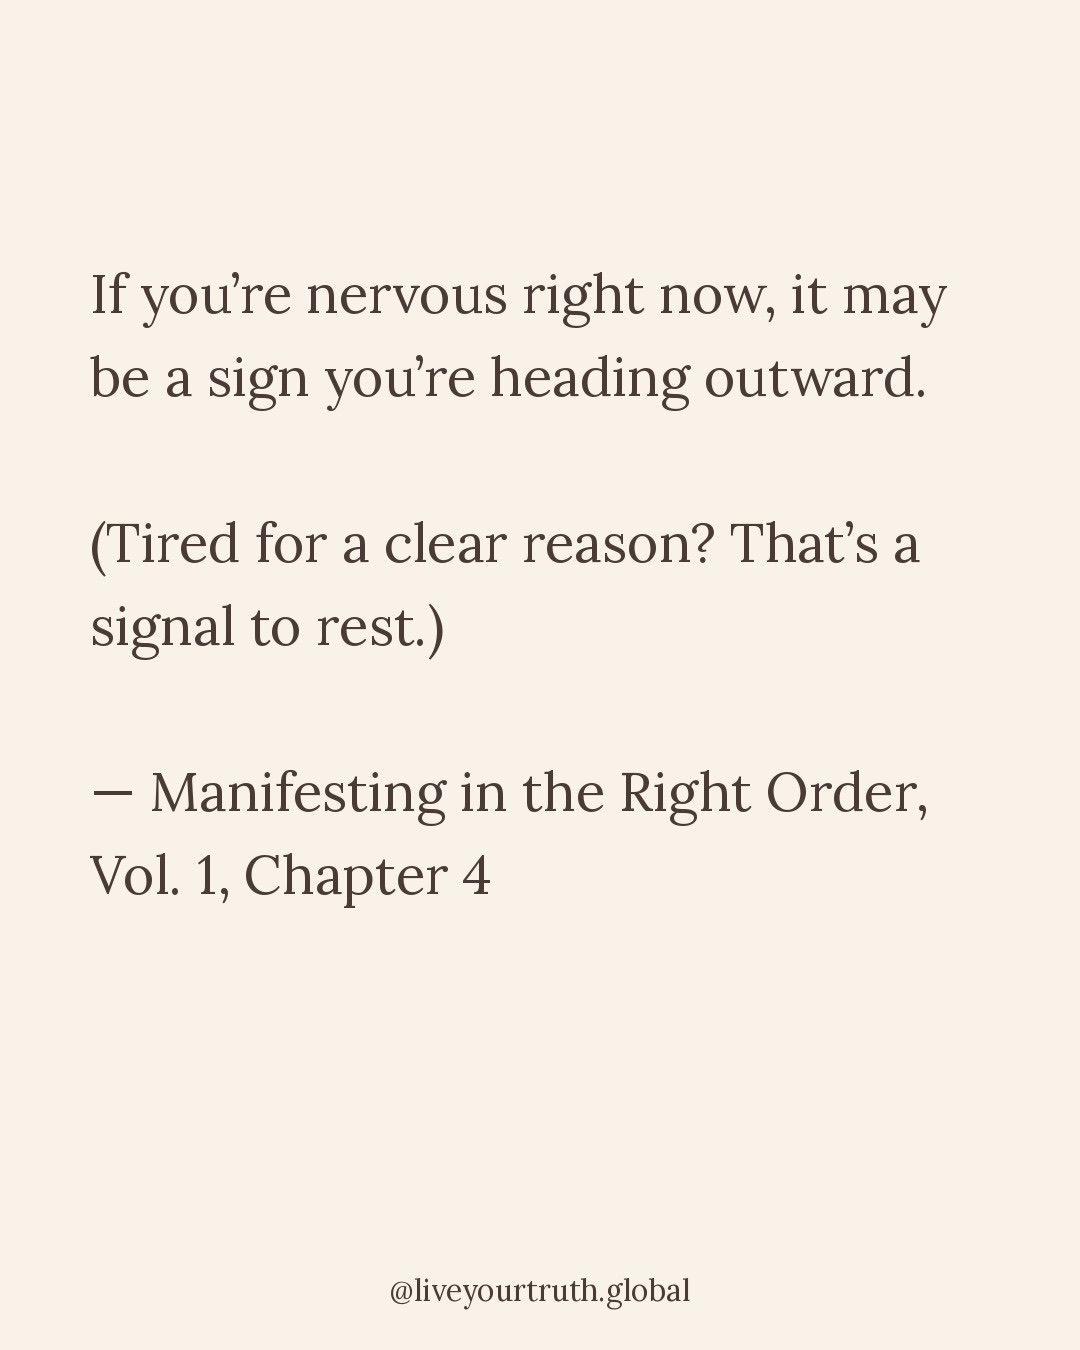 If you’re nervous right now, it may
be a sign you’re heading outward.
(Tired for a clear reason? That’s a
signal to rest.)
— Manifesting in the Right Order,
Vol. 1, Chapter 4
@liveyourtruth.global